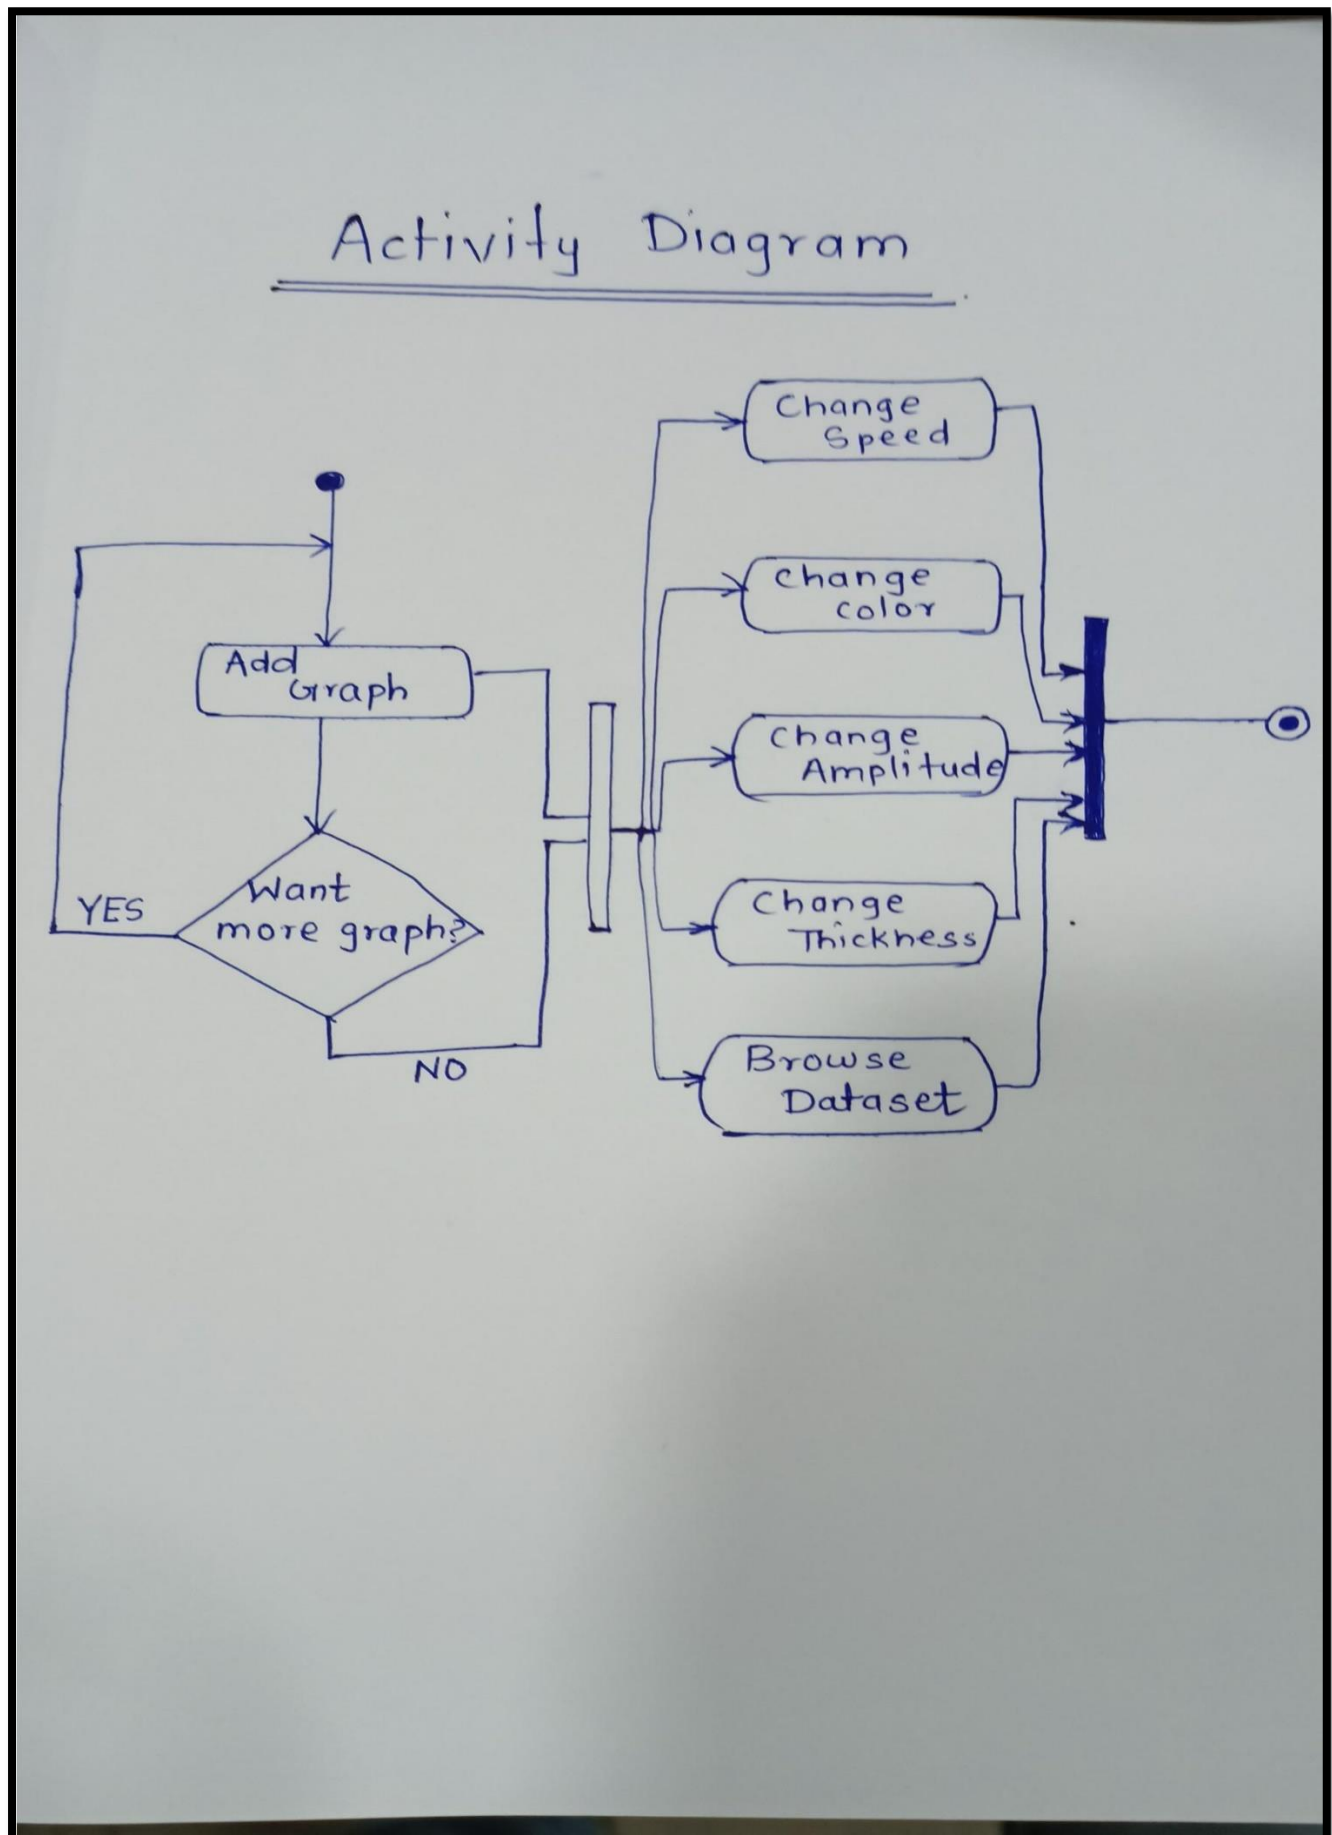 Activity Diagram
Change
Speed
Change
color
Add
Graph
Change
Amplitude
Want
more graph?
YES
Change
Thickness
NO
Browse
Dataset